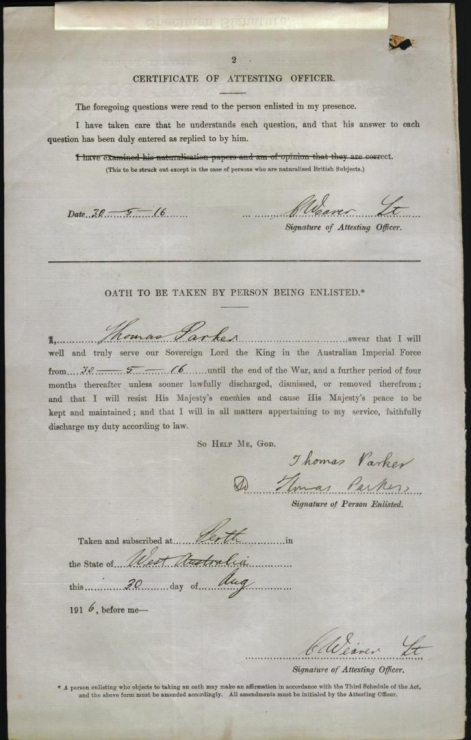 Specimen Signature.
2
CERTIFICATE OF ATTESTING OFFICER.
The foregoing questions were read to the person enlisted in my presence.
I have taken care that he understands each question, and that his answer to each
question has been duly entered as replied to by him.
I have examined his naturalisation papers and am of opinion that they are correct.
(This to be struck out except in the case of persons who are naturalised British Subjects.)
Date 30-5-16 C Weaver Lt
Signature of Attesting Officer.
OATH TO BE TAKEN BY PERSON BEING ENLISTED.*
I, Thomas Parker swear that I will
well and truly serve our Sovereign Lord the King in the Australian Imperial Force
from 30-5-16 until the end of the War, and a further period of four
months thereafter unless sooner lawfully discharged, dismissed, or removed therefrom;
and that I will resist His Majesty's enemies and cause His Majesty's peace to be
kept and maintained; and that I will in all matters appertaining to my service, faithfully
discharge my duty according to law.
SO HELP ME, GOD.
Thomas Parker
Parker
Signature of Person Enlisted.
Taken and subscribed at Perth in
the State of West Australia
this 30 day of Aug
1916, before me—
Lt
Signature of Attesting Officer.
* A person enlisting who objects to taking an oath may make an affirmation in accordance with the Third Schedule of the Act,
and the above form must be amended accordingly. All amendments must be initialed by the Attesting Officer.